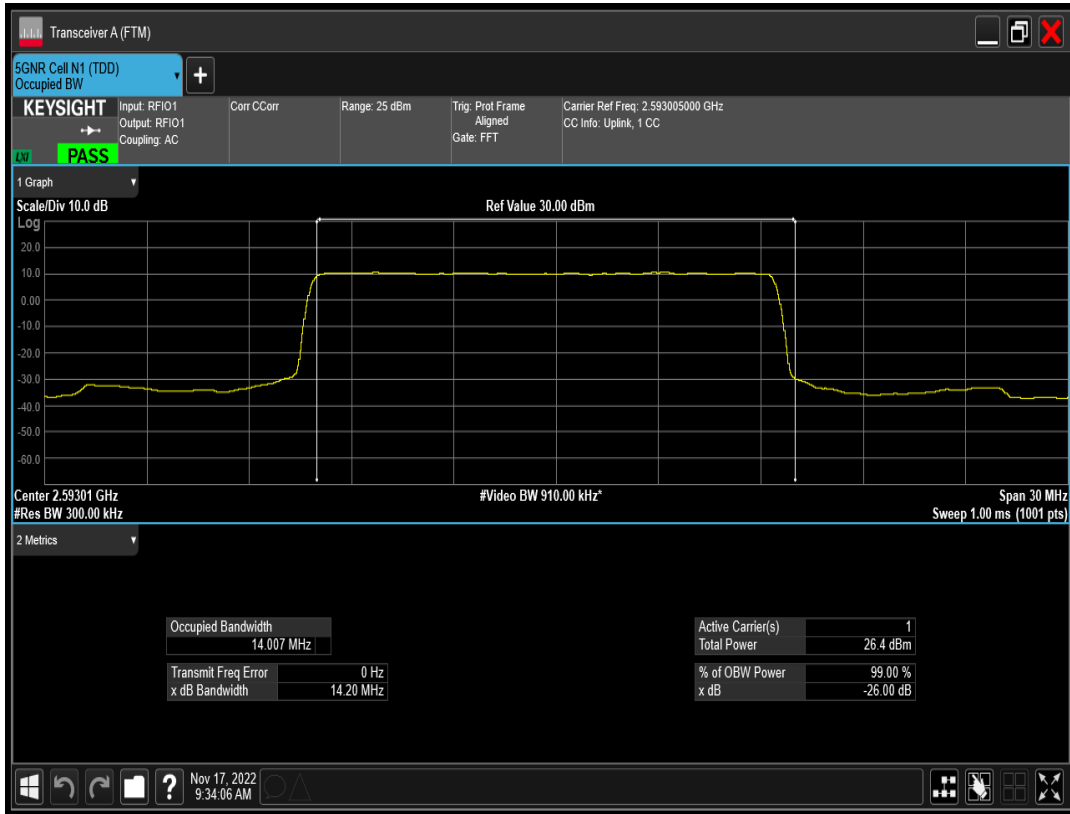 Transceiver A (FTM)
5GNR Cell N1 (TDD)
Occupied BW
+
KEYSIGHT
LXI
PASS
Input: RFIO1
Output: RFIO1
Coupling: AC
Corr CCorr
Range: 25 dBm
Trig: Prot Frame
Aligned
Gate: FFT
Carrier Ref Freq: 2.593005000 GHz
CC Info: Uplink, 1 CC
1 Graph
Scale/Div 10.0 dB
Ref Value 30.00 dBm
Log
20.0
10.0
0.00
-10.0
-20.0
-30.0
-40.0
-50.0
-60.0
Center 2.59301 GHz
#Video BW 910.00 kHz*
Span 30 MHz
#Res BW 300.00 kHz
Sweep 1.00 ms (1001 pts)
2 Metrics
Occupied Bandwidth
14.007 MHz
Transmit Freq Error 0 Hz
x dB Bandwidth 14.20 MHz
Active Carrier(s) 1
Total Power 26.4 dBm
% of OBW Power 99.00 %
x dB -26.00 dB
?
Nov 17, 2022
9:34:06 AM